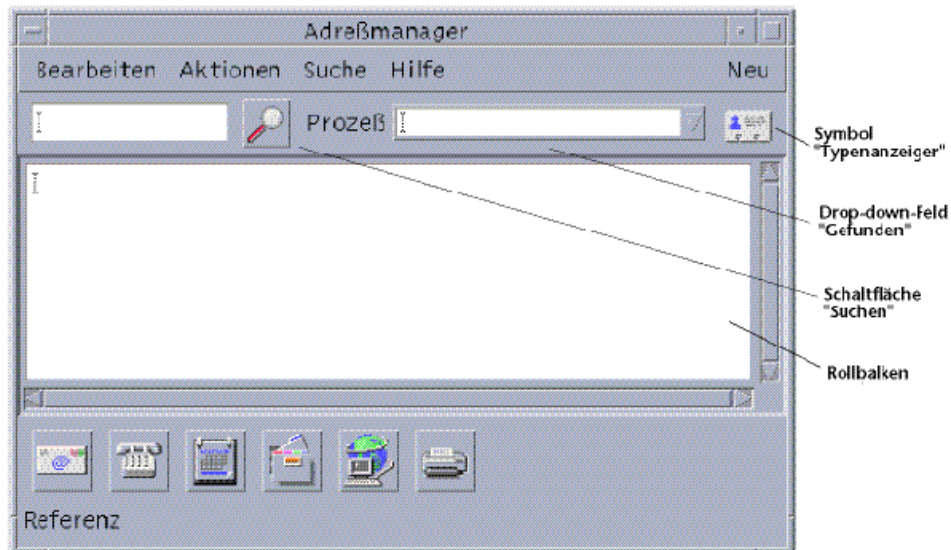 Adreßmanager
Bearbeiten Aktionen Suche Hilfe Neu
Prozeß
Symbol
"Typenanzeiger"
Drop-down-Feld
"Gefunden"
Schaltfläche
"Suchen"
Rollbalken
@
Referenz